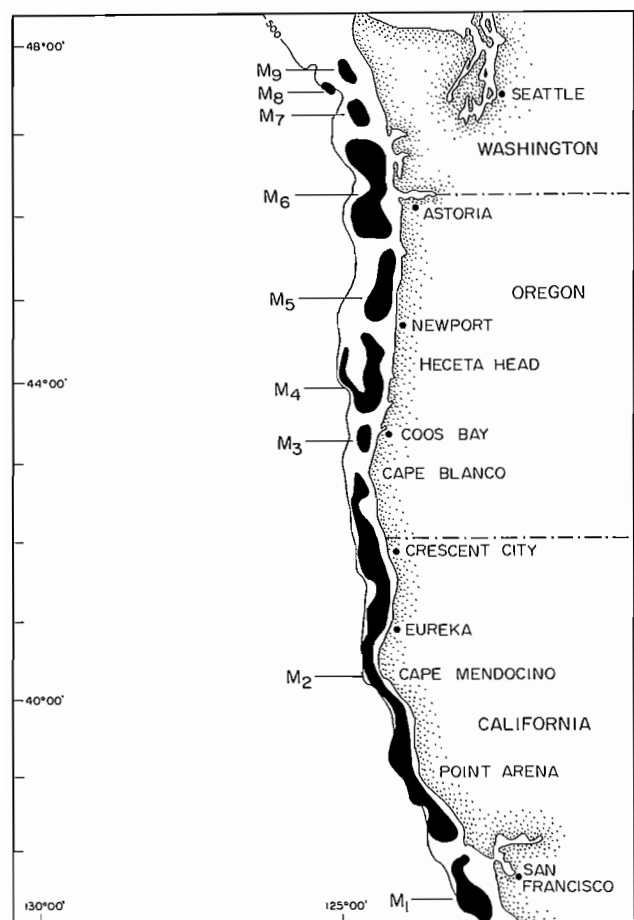 48°00'
500
M9
M8
SEATTLE
M7
WASHINGTON
M6
ASTORIA
OREGON
M5
NEWPORT
HECETA HEAD
44°00'
M4
COOS BAY
M3
CAPE BLANCO
CRESCENT CITY
EUREKA
M2
CAPE MENDOCINO
40°00'
CALIFORNIA
POINT ARENA
SAN
FRANCISCO
M1
130°00'
125°00'